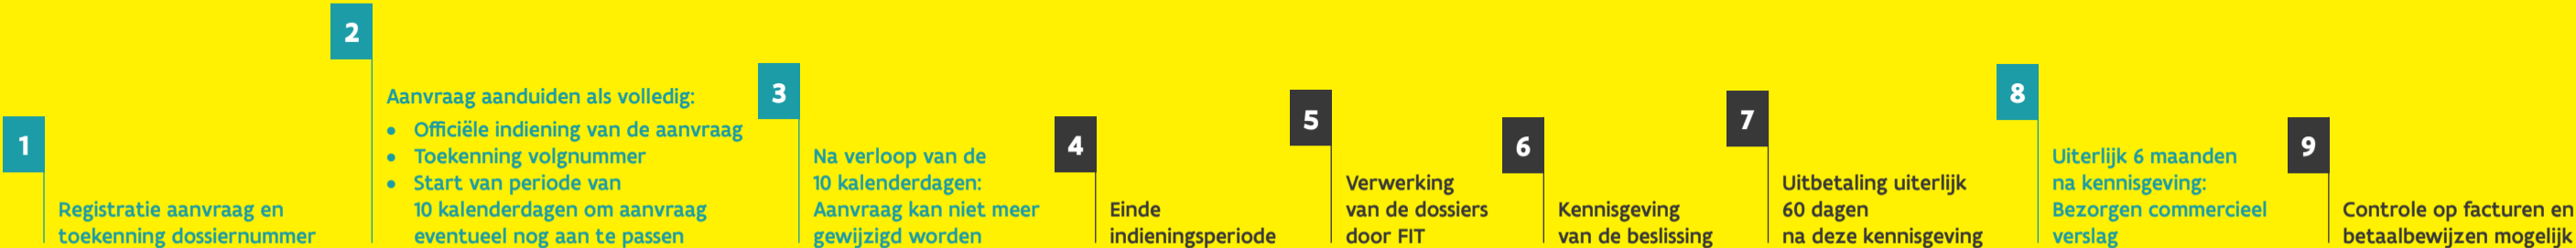 1
Registratie aanvraag en
toekenning dossiernummer
2
Aanvraag aanduiden als volledig:
• Officiële indiening van de aanvraag
• Toekenning volgnummer
• Start van periode van
10 kalenderdagen om aanvraag
eventueel nog aan te passen
3
Na verloop van de
10 kalenderdagen:
Aanvraag kan niet meer
gewijzigd worden
4
Einde
indieningsperiode
5
Verwerking
van de dossiers
door FIT
6
Kennisgeving
van de beslissing
7
Uitbetaling uiterlijk
60 dagen
na deze kennisgeving
8
Uiterlijk 6 maanden
na kennisgeving:
Bezorgen commercieel
verslag
9
Controle op facturen en
betaalbewijzen mogelijk